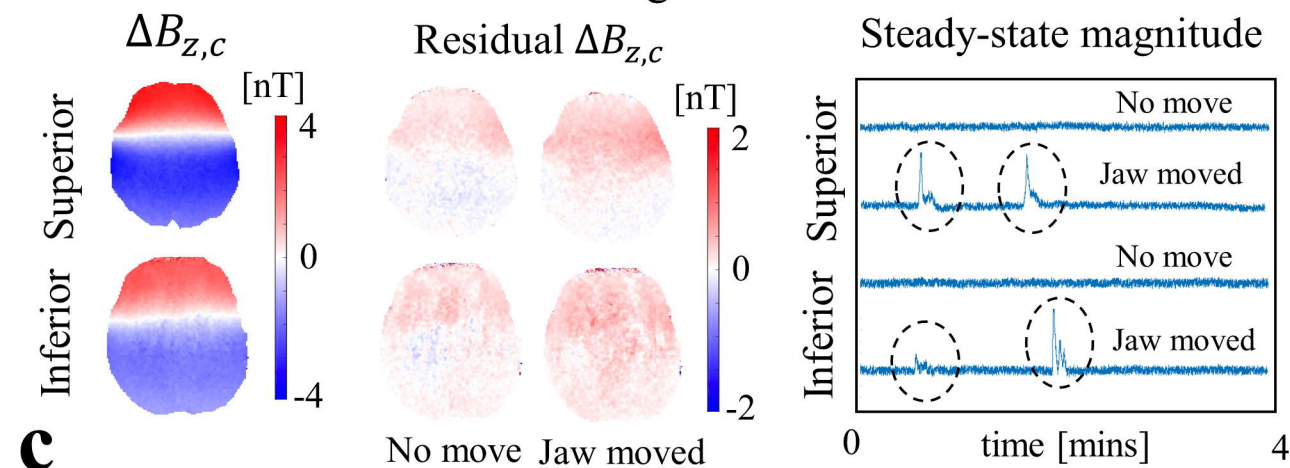 ΔB_{z,c}
[nT]
4
0
-4
Superior
Inferior
c
Residual ΔB_{z,c}
[nT]
2
0
-2
No move
Jaw moved
Steady-state magnitude
Superior
Inferior
No move
Jaw moved
No move
Jaw moved
0
time [mins]
4